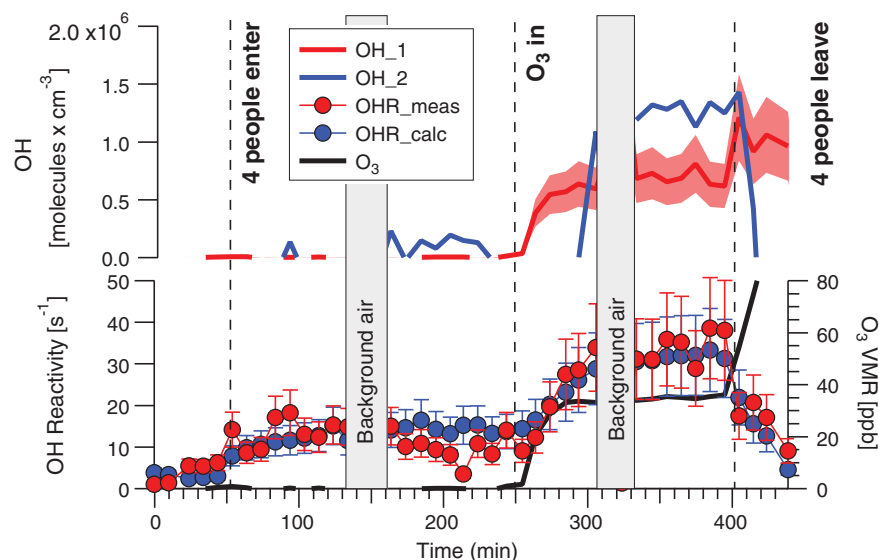 2.0 x10⁶
1.5
1.0
0.5
0.0
OH
[molecules x cm⁻³]
4 people enter
OH_1
OH_2
OHR_meas
OHR_calc
O₃
O₃ in
4 people leave
50
40
30
20
10
0
OH Reactivity [s⁻¹]
Background air
Background air
80
60
40
20
0
O₃ VMR [ppb]
0
100
200
300
400
Time (min)